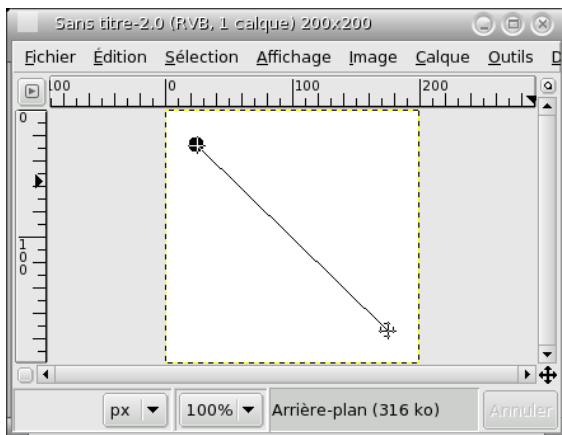 Sans titre-2.0 (RVB, 1 calque) 200x200
Fichier Édition Sélection Affichage Image Calque Outils D
100 0 100 200
0
100
px 100% Arrière-plan (316 ko) Annuler